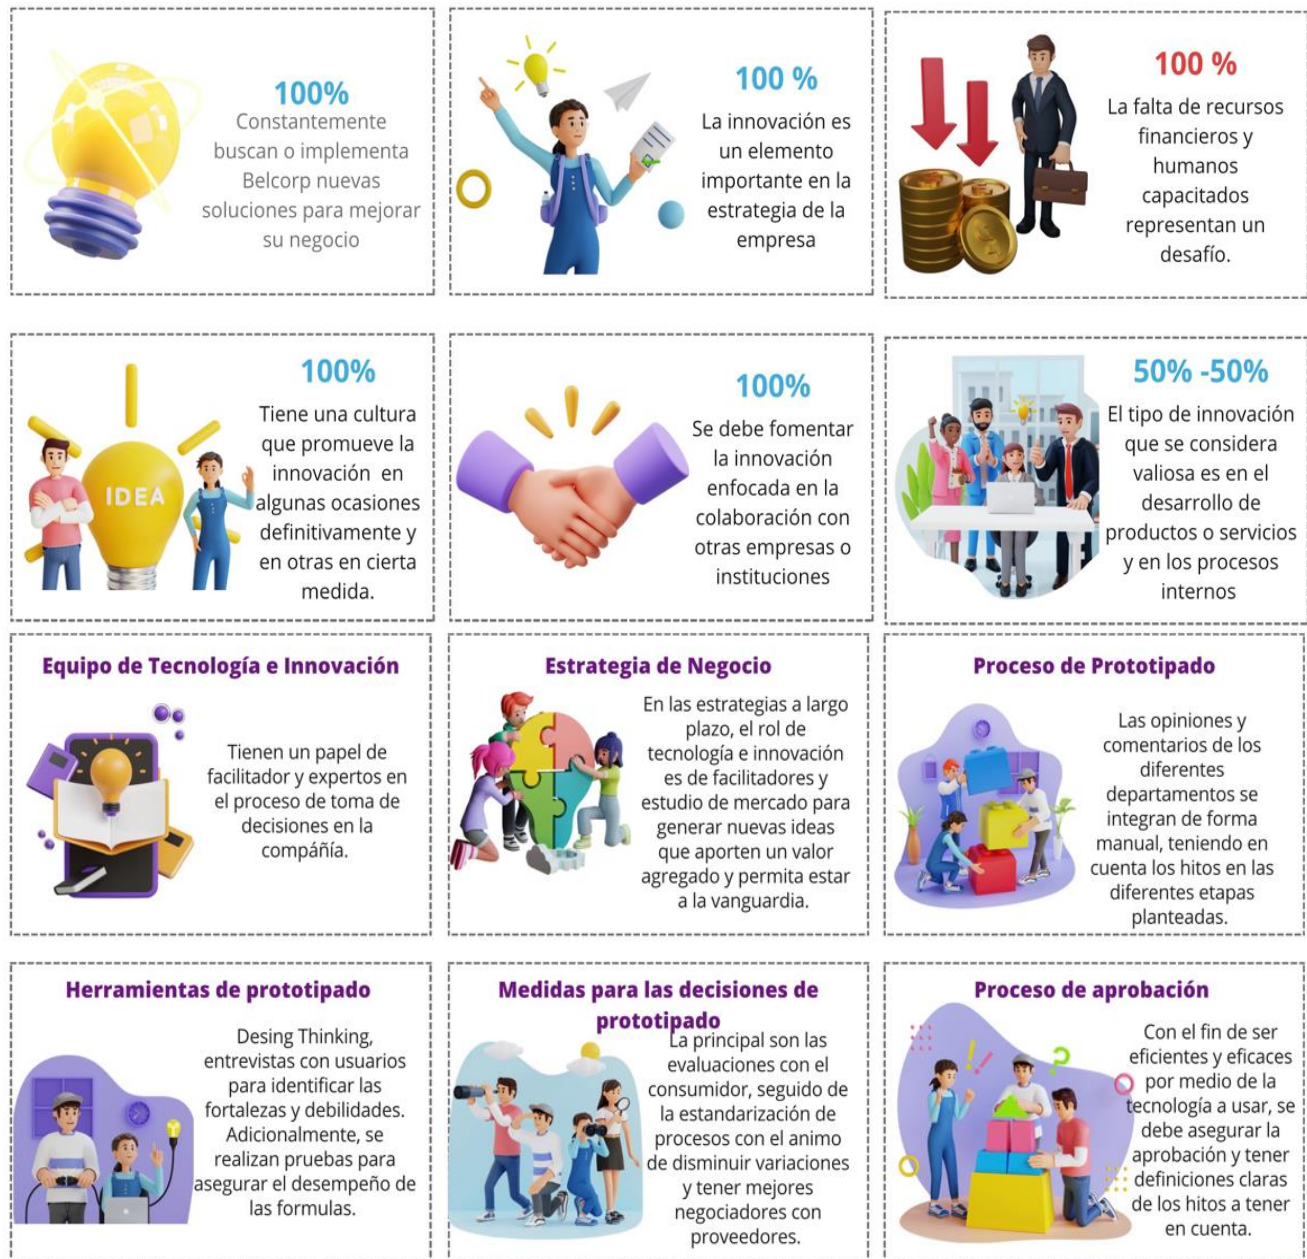 100%
Constantemente
buscan o implementa
Belcorp nuevas
soluciones para mejorar
su negocio
100 %
La innovación es
un elemento
importante en la
estrategia de la
empresa
100 %
La falta de recursos
financieros y
humanos
capacitados
representan un
desafío.
IDEA
100%
Tiene una cultura
que promueve la
innovación en
algunas ocasiones
definitivamente y
en otras en cierta
medida.
100%
Se debe fomentar
la innovación
enfocada en la
colaboración con
otras empresas o
instituciones
50% -50%
El tipo de innovación
que se considera
valiosa es en el
desarrollo de
productos o servicios
y en los procesos
internos
Equipo de Tecnología e Innovación
Tienen un papel de
facilitador y expertos en
el proceso de toma de
decisiones en la
compáñía.
Estrategia de Negocio
En las estrategias a largo
plazo, el rol de
tecnología e innovación
es de facilitadores y
estudio de mercado para
generar nuevas ideas
que aporten un valor
agregado y permita estar
a la vanguardia.
Proceso de Prototipado
Las opiniones y
comentarios de los
diferentes
departamentos se
integran de forma
manual, teniendo en
cuenta los hitos en las
diferentes etapas
planteadas.
Herramientas de prototipado
Desing Thinking,
entrevistas con usuarios
para identificar las
fortalezas y debilidades.
Adicionalmente, se
realizan pruebas para
asegurar el desempeño de
las formulas.
Medidas para las decisiones de
prototipado
La principal son las
evaluaciones con el
consumidor, seguido de
la estandarización de
procesos con el animo
de disminuir variaciones
y tener mejores
negociadores con
proveedores.
Proceso de aprobación
Con el fin de ser
eficientes y eficaces
por medio de la
tecnología a usar, se
debe asegurar la
aprobación y tener
definiciones claras
de los hitos a tener
en cuenta.